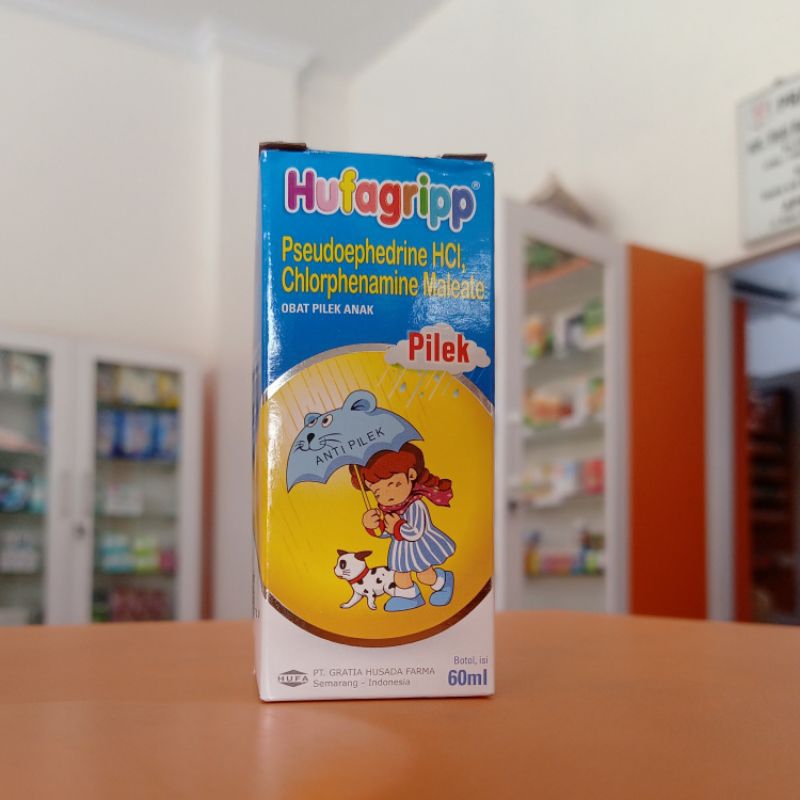 Hufagripp®
Pseudoephedrine HCl,
Chlorphenamine Maleate
OBAT PILEK ANAK
Pilek
ANTI PILEK
Botol, isi
60ml
HUFA
PT. GRATIA HUSADA FARMA
Semarang - Indonesia